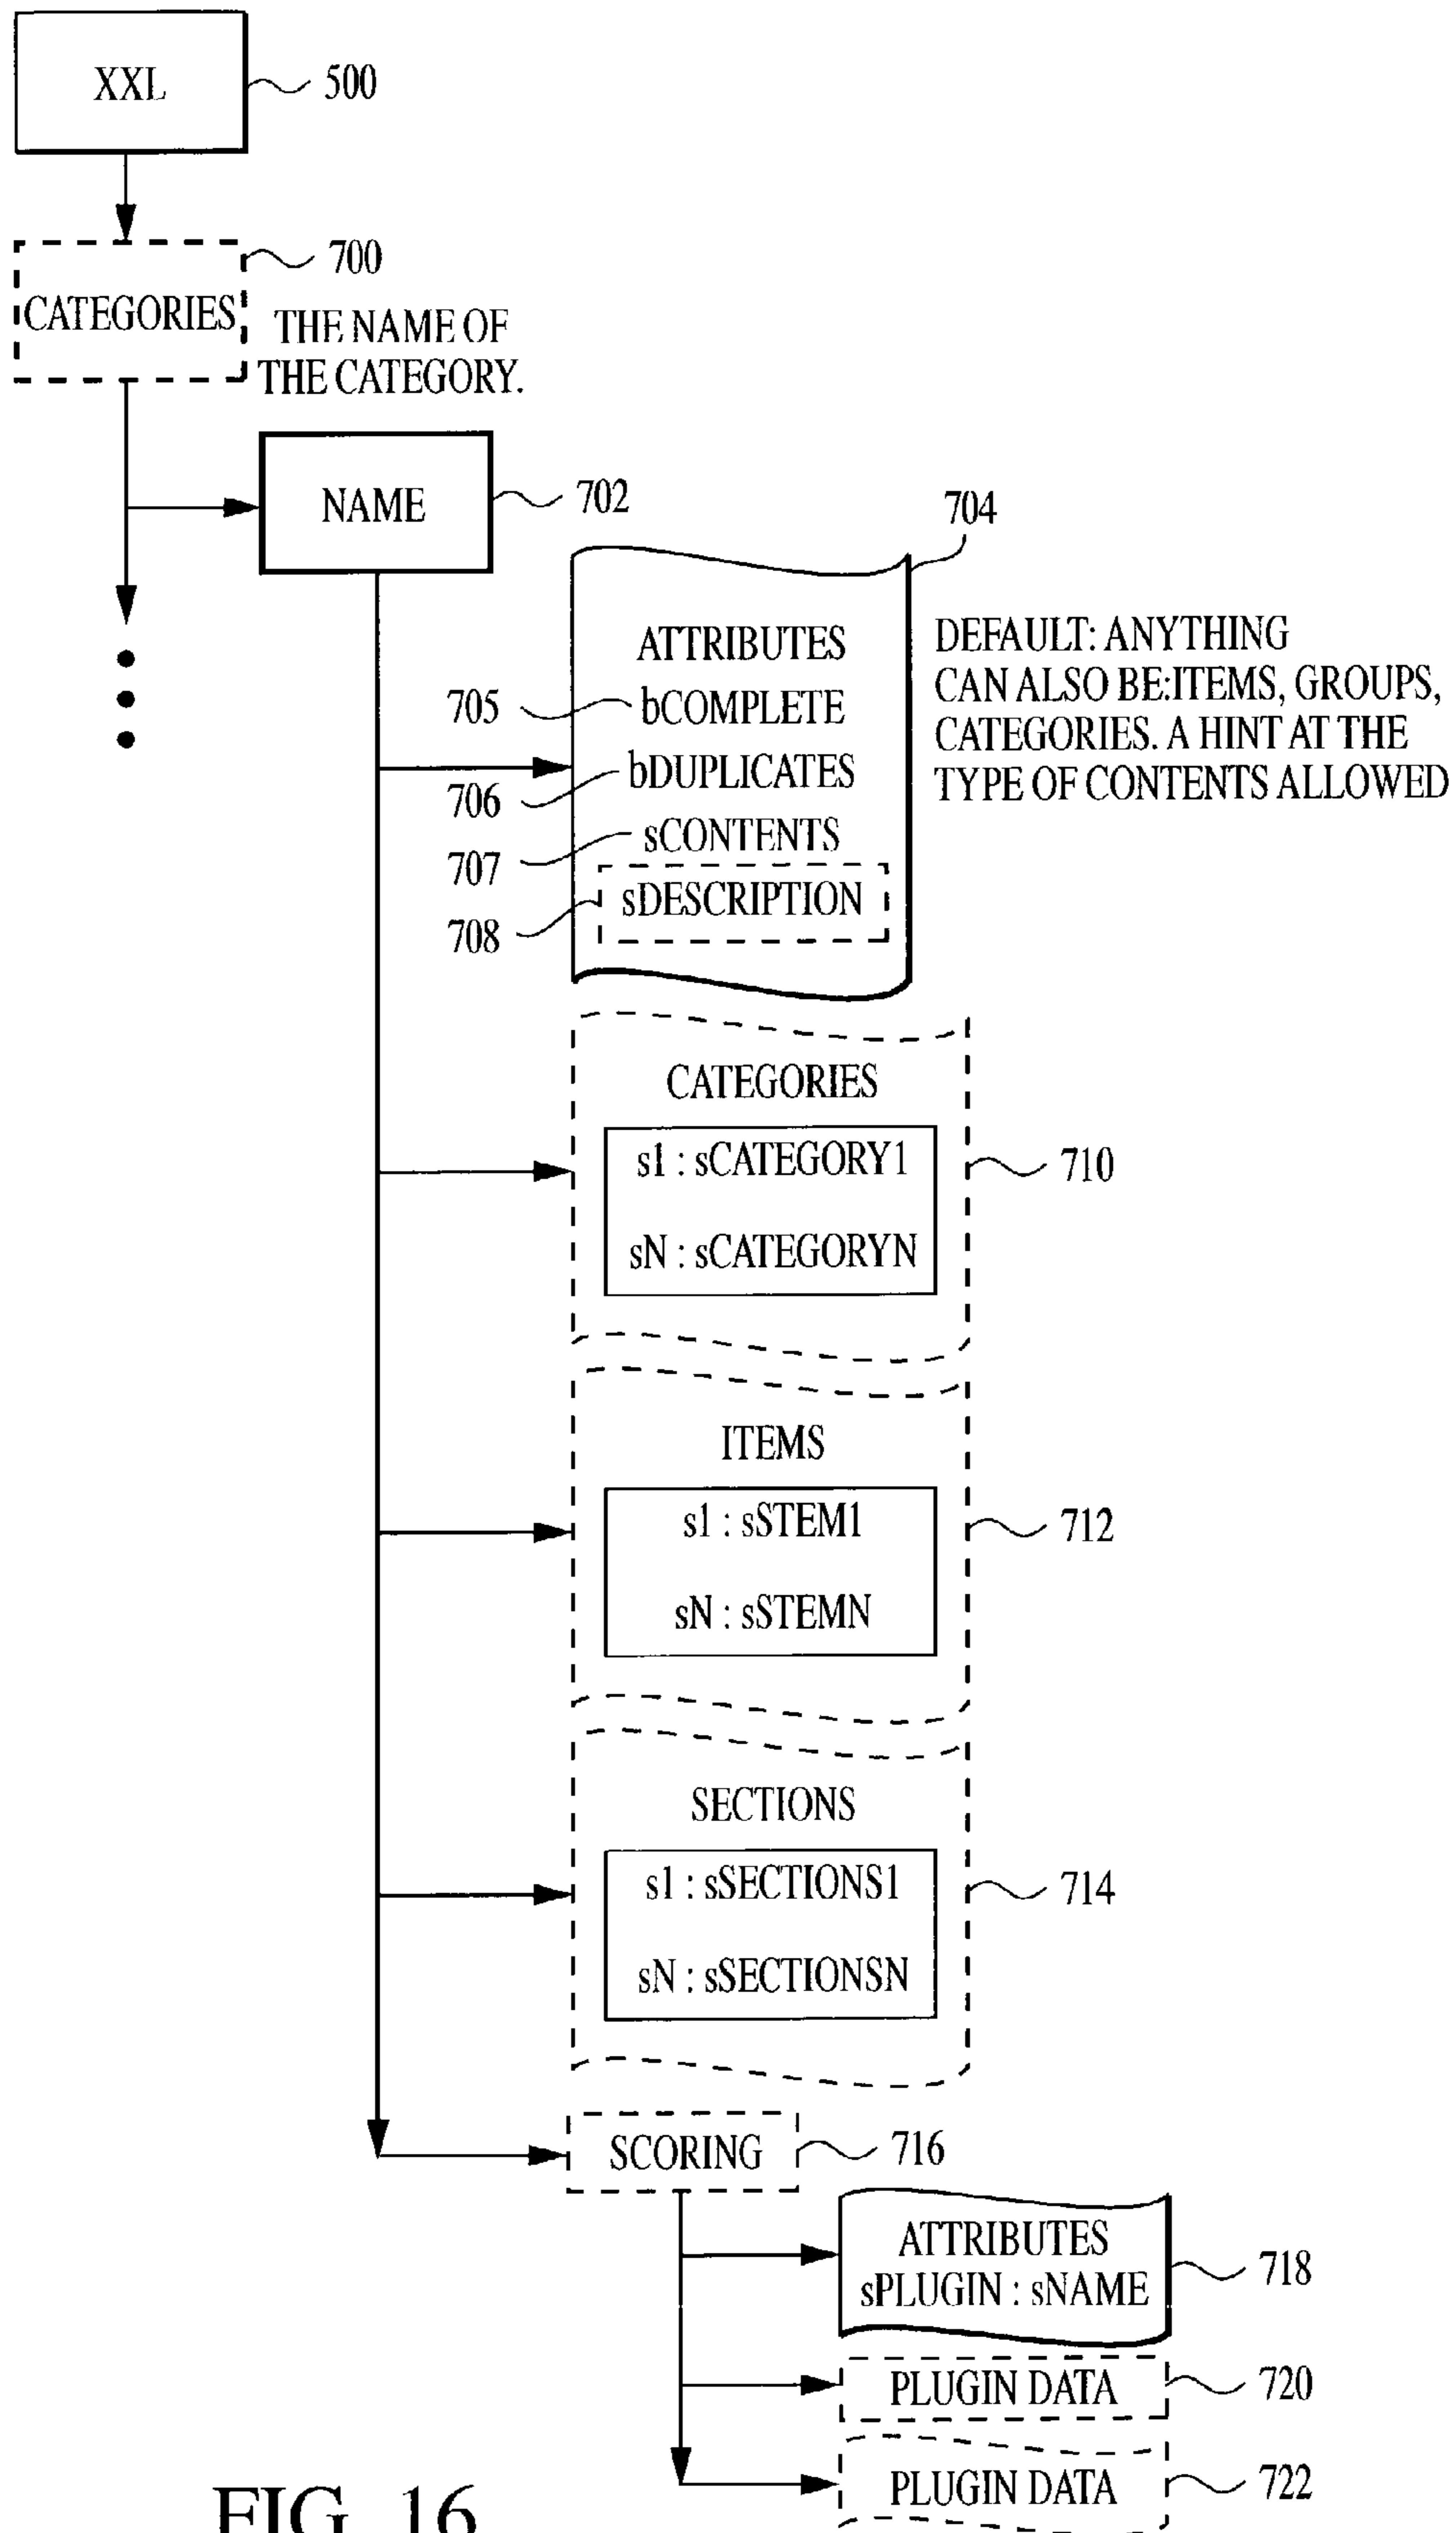 XXL
500
700
CATEGORIES
THE NAME OF
THE CATEGORY.
NAME
702
704
ATTRIBUTES
705
bCOMPLETE
706
bDUPLICATES
707
sCONTENTS
708
sDESCRIPTION
DEFAULT: ANYTHING
CAN ALSO BE:ITEMS, GROUPS,
CATEGORIES. A HINT AT THE
TYPE OF CONTENTS ALLOWED
CATEGORIES
s1 : sCATEGORY1
sN : sCATEGORYN
710
ITEMS
s1 : sSTEM1
sN : sSTEMN
712
SECTIONS
s1 : sSECTIONS1
sN : sSECTIONSN
714
SCORING
716
ATTRIBUTES
sPLUGIN : sNAME
718
PLUGIN DATA
720
PLUGIN DATA
722
FIG. 16